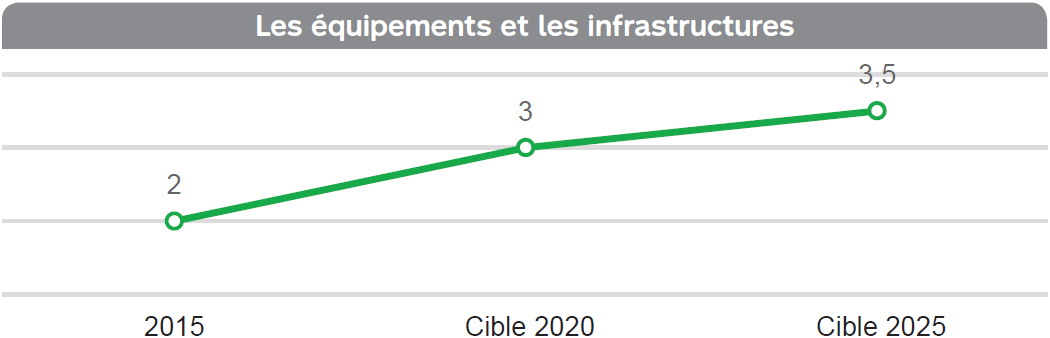 Les équipements et les infrastructures
3,5
3
2
2015
Cible 2020
Cible 2025